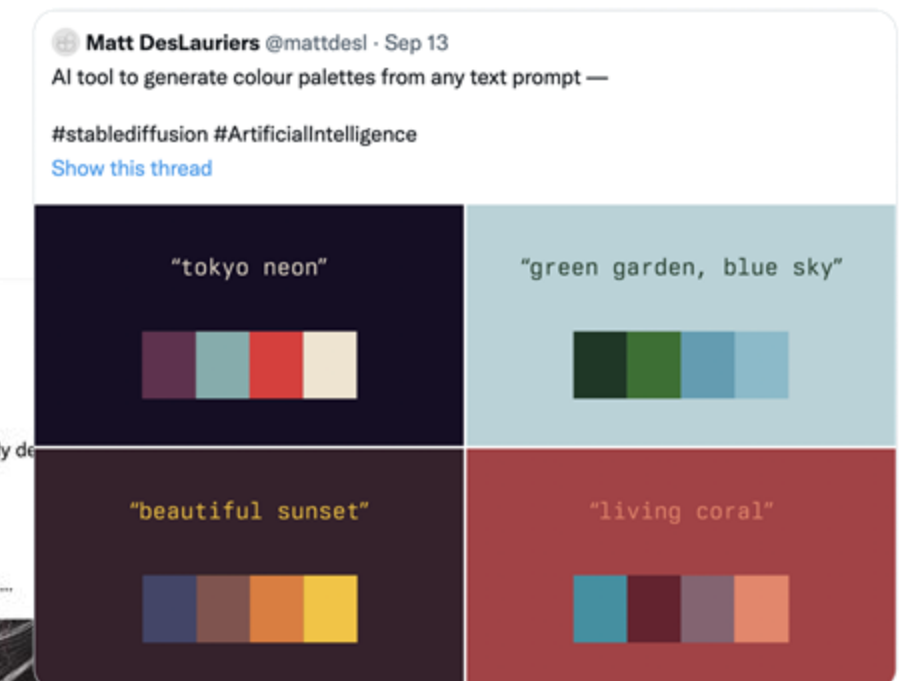 Matt DesLauriers @mattdesl · Sep 13
AI tool to generate colour palettes from any text prompt —
#stablediffusion #ArtificialIntelligence
Show this thread
“tokyo neon”
“green garden, blue sky”
“beautiful sunset”
“living coral”